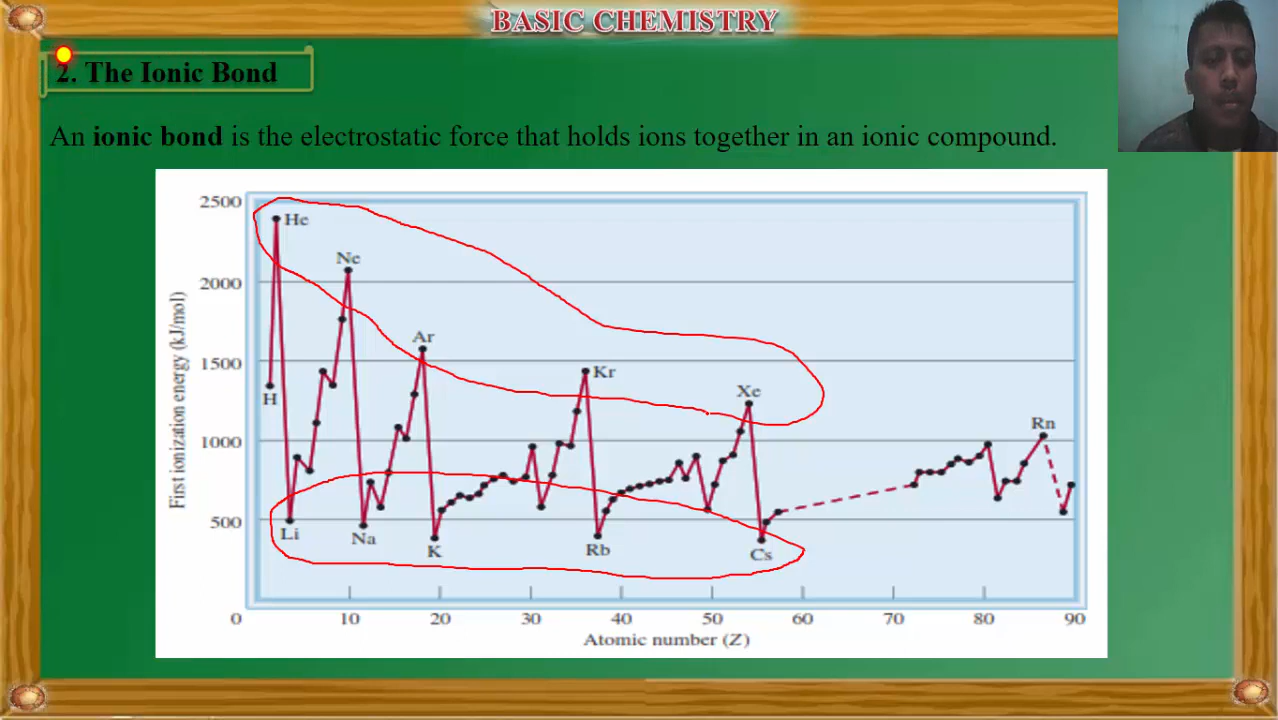 BASIC CHEMISTRY
2. The Ionic Bond
An ionic bond is the electrostatic force that holds ions together in an ionic compound.
First ionization energy (kJ/mol)
2500
2000
1500
1000
500
0
He
Ne
Ar
Kr
Xe
Rn
H
Li
Na
K
Rb
Cs
10
20
30
40
50
60
70
80
90
Atomic number (Z)